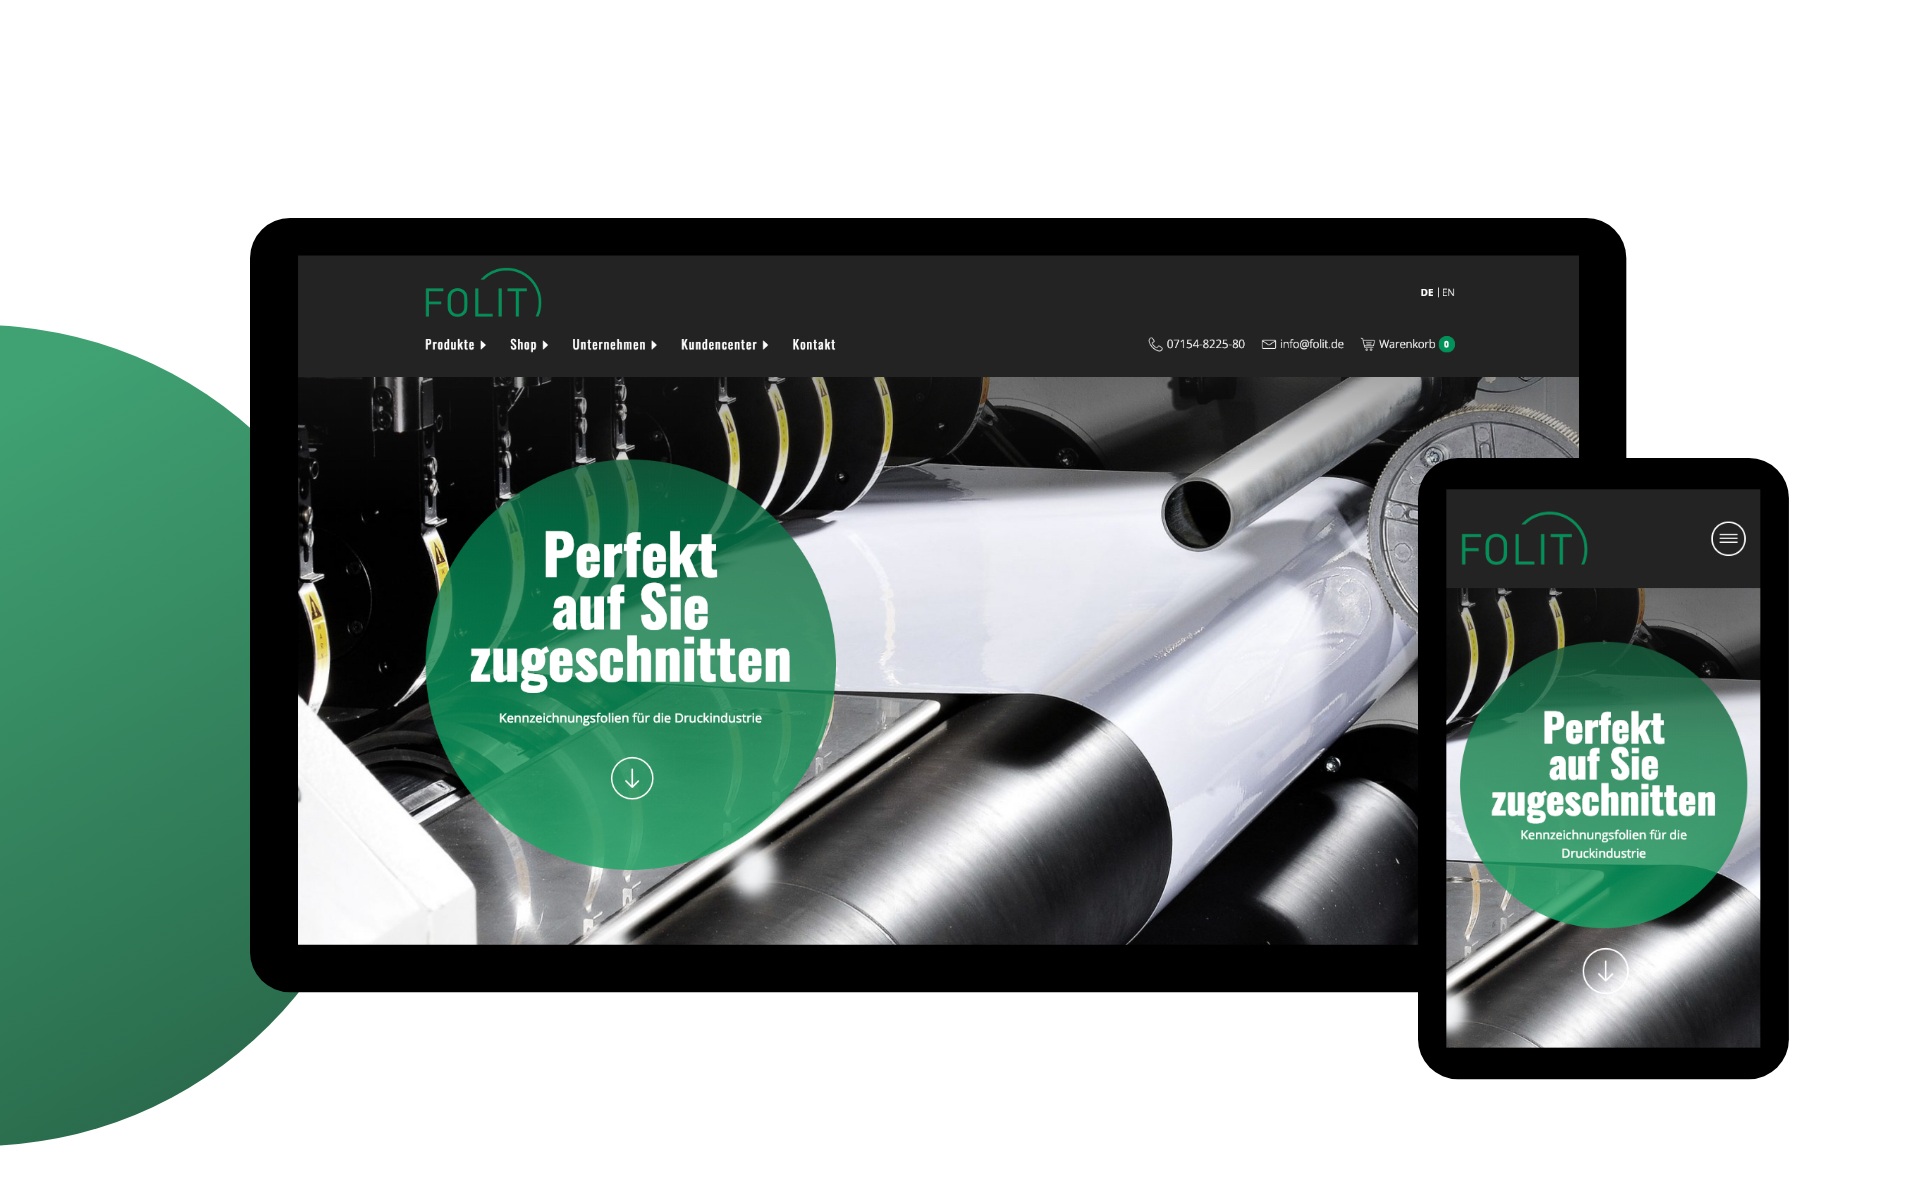 FOLIT
DE | EN
Produkte Shop Unternehmen Kundencenter Kontakt
07154-8225-80 info@folit.de Warenkorb 0
Perfekt
auf Sie
zugeschnitten
Kennzeichnungsfolien für die Druckindustrie
FOLIT
Perfekt
auf Sie
zugeschnitten
Kennzeichnungsfolien für die
Druckindustrie